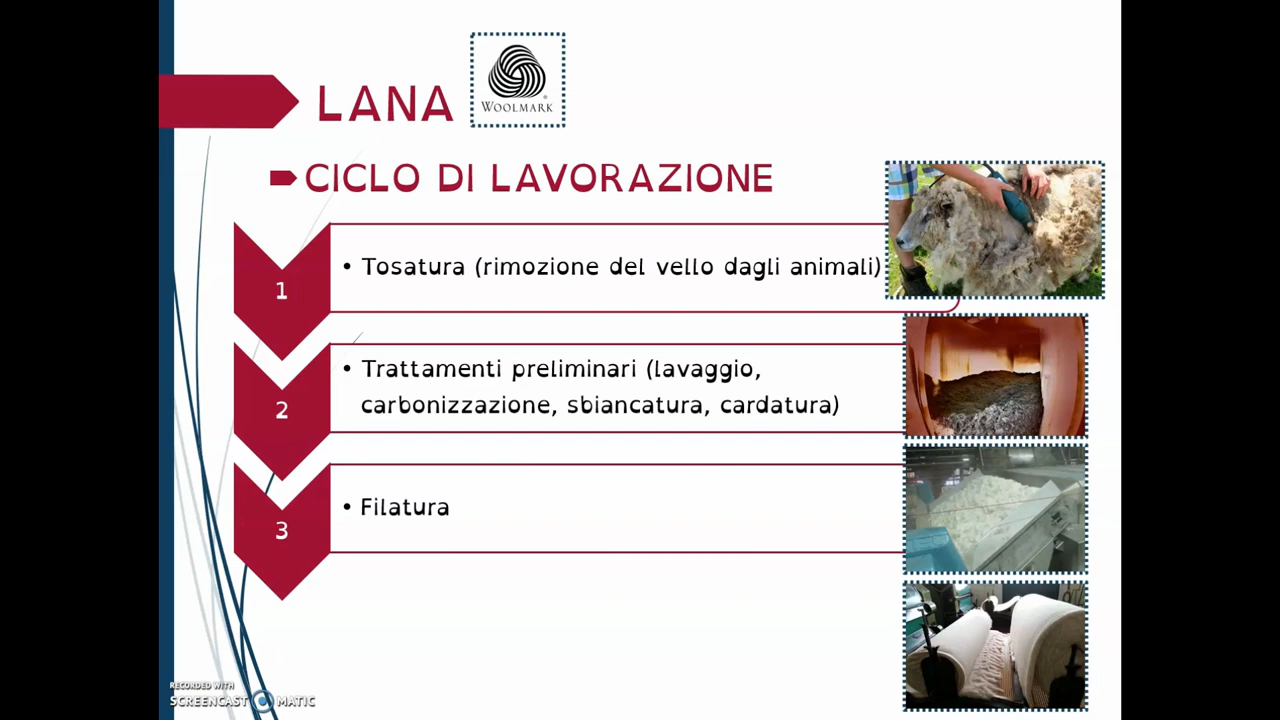 LANA
WOOLMARK
CICLO DI LAVORAZIONE
1
• Tosatura (rimozione del vello dagli animali)
2
• Trattamenti preliminari (lavaggio,
carbonizzazione, sbiancatura, cardatura)
3
• Filatura
RECORDED WITH
SCREENCAST MATIC